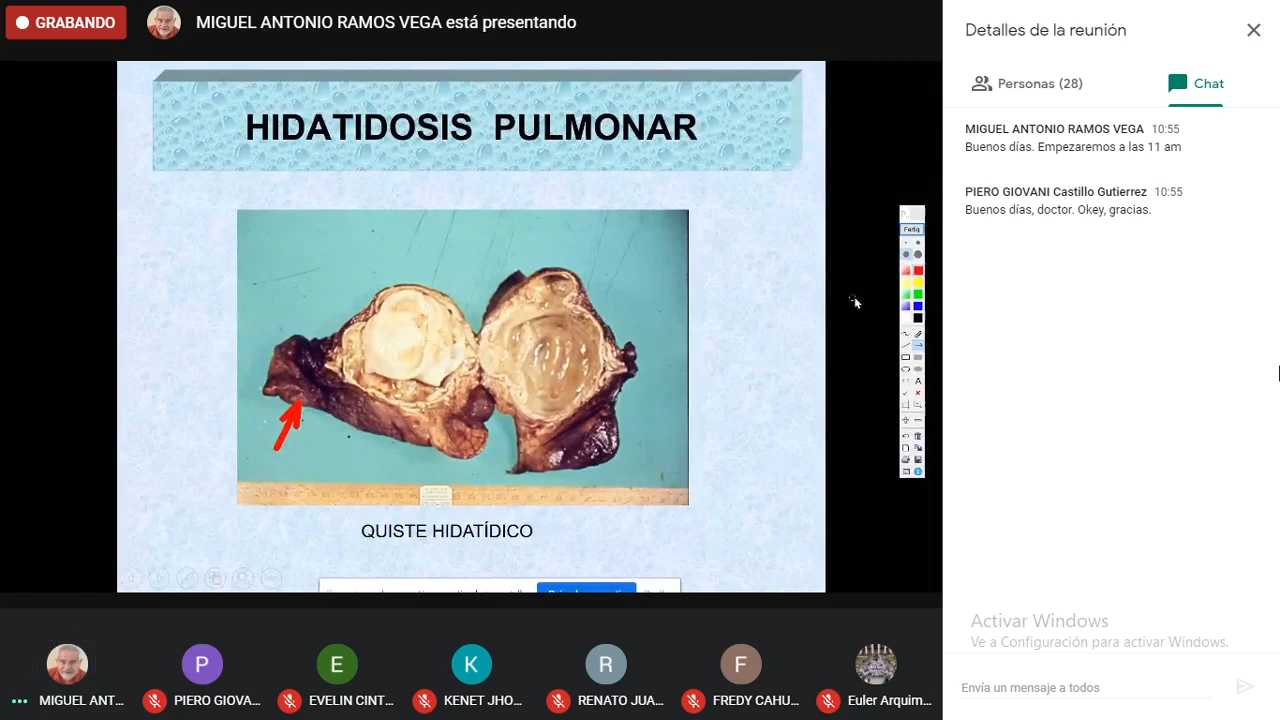 GRABANDO
MIGUEL ANTONIO RAMOS VEGA está presentando
HIDATIDOSIS PULMONAR
QUISTE HIDATÍDICO
Fertig
A
MIGUEL ANT...
PIERO GIOVA...
EVELIN CINT...
KENET JHO...
RENATO JUA...
FREDY CAHU...
Euler Arquim...
P
E
K
R
F
Detalles de la reunión
Personas (28)
Chat
MIGUEL ANTONIO RAMOS VEGA 10:55
Buenos días. Empezaremos a las 11 am
PIERO GIOVANI Castillo Gutierrez 10:55
Buenos días, doctor. Okey, gracias.
Activar Windows
Ve a Configuración para activar Windows.
Envía un mensaje a todos